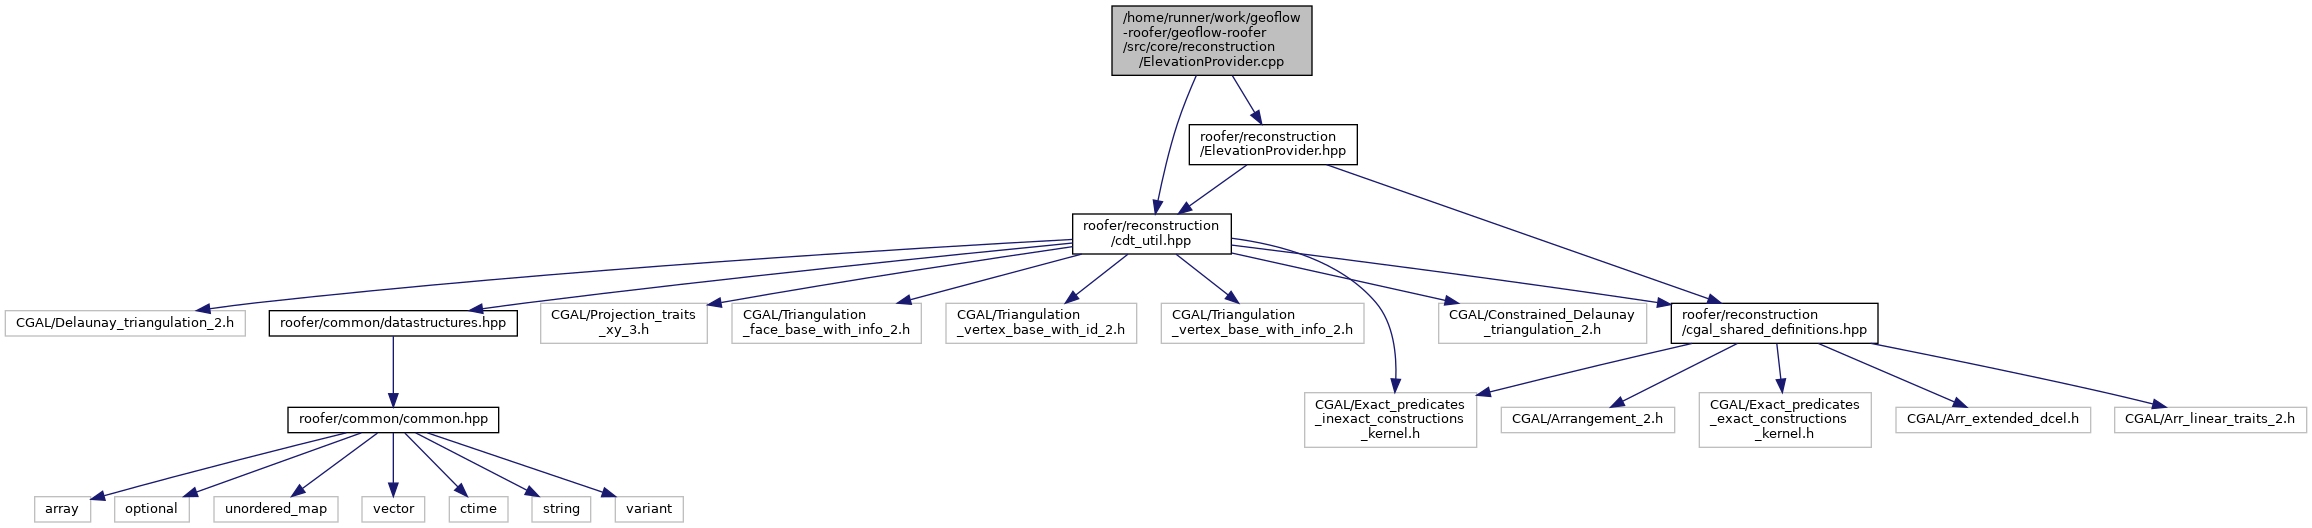 /home/runner/work/geoflow
-roofer/geoflow-roofer
/src/core/reconstruction
/ElevationProvider.cpp
roofer/reconstruction
/ElevationProvider.hpp
roofer/reconstruction
/cdt_util.hpp
CGAL/Delaunay_triangulation_2.h
roofer/common/datastructures.hpp
CGAL/Projection_traits
_xy_3.h
CGAL/Triangulation
_face_base_with_info_2.h
CGAL/Triangulation
_vertex_base_with_id_2.h
CGAL/Triangulation
_vertex_base_with_info_2.h
CGAL/Constrained_Delaunay
_triangulation_2.h
roofer/reconstruction
/cgal_shared_definitions.hpp
roofer/common/common.hpp
CGAL/Exact_predicates
_inexact_constructions
_kernel.h
CGAL/Arrangement_2.h
CGAL/Exact_predicates
_exact_constructions
_kernel.h
CGAL/Arr_extended_dcel.h
CGAL/Arr_linear_traits_2.h
array
optional
unordered_map
vector
ctime
string
variant